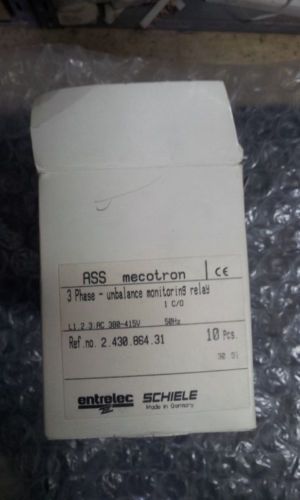 ASS mecotron CE
3 Phase - unbalance monitoring relay
1 C/O
L1.2.3.AC 380-415V 50Hz
Ref.no. 2.430.864.31 10 Pcs.
entrelec SCHIELE
Made in Germany